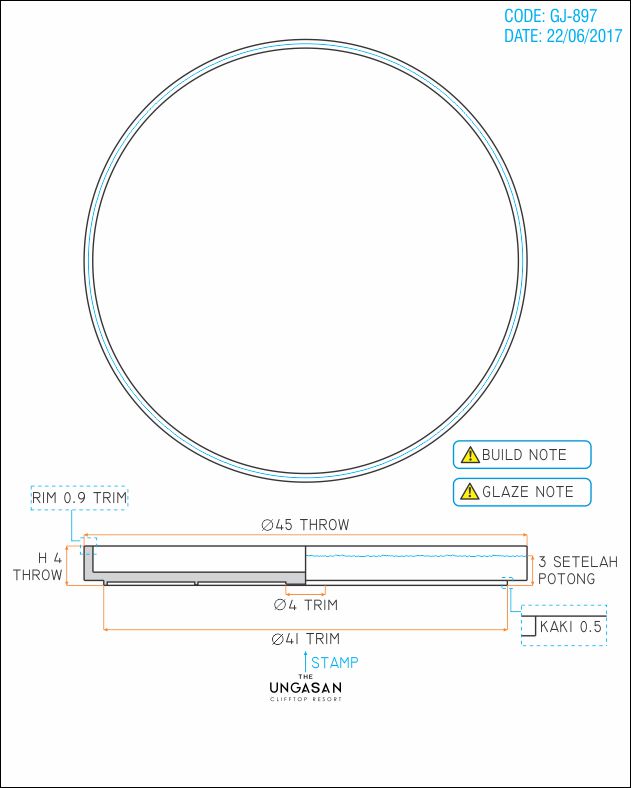 CODE: GJ-897
DATE: 22/06/2017
BUILD NOTE
GLAZE NOTE
RIM 0.9 TRIM
Ø45 THROW
H 4
THROW
3 SETELAH
POTONG
Ø4 TRIM
KAKI 0.5
Ø41 TRIM
STAMP
THE
UNGASAN
CLIFFTOP RESORT